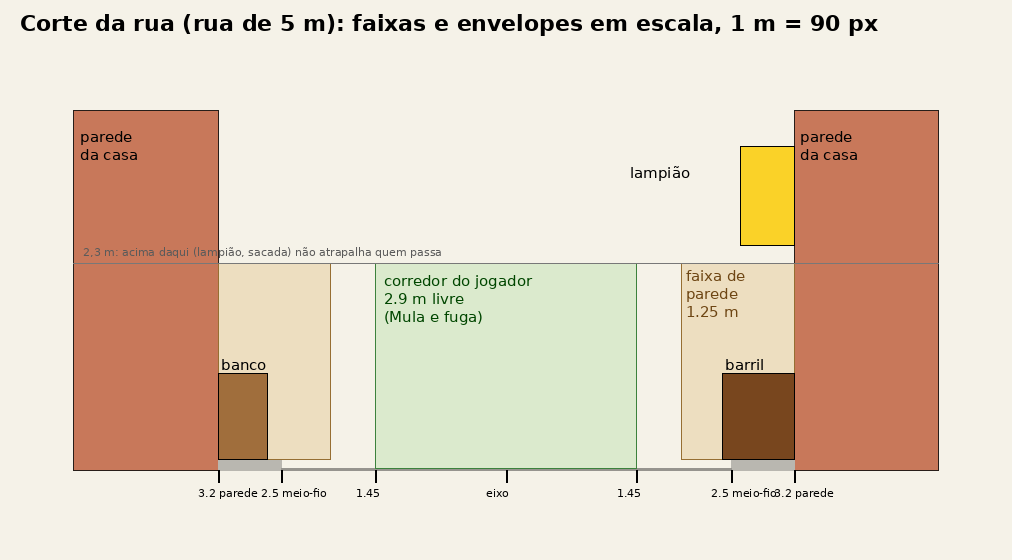 Corte da rua (rua de 5 m): faixas e envelopes em escala, 1 m = 90 px
parede
da casa
parede
da casa
lampião
2,3 m: acima daqui (lampião, sacada) não atrapalha quem passa
corredor do jogador
2.9 m livre
(Mula e fuga)
faixa de
parede
1.25 m
banco
barril
3.2 parede
2.5 meio-fio
1.45
eixo
1.45
2.5 meio-fio
3.2 parede